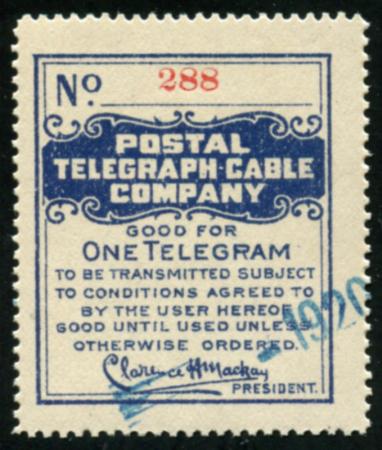 No. 288
POSTAL
TELEGRAPH-CABLE
COMPANY
GOOD FOR
ONE TELEGRAM
TO BE TRANSMITTED SUBJECT
TO CONDITIONS AGREED TO
BY THE USER HEREOF
GOOD UNTIL USED UNLESS
OTHERWISE ORDERED.
-1920
Clarence H Mackay
PRESIDENT.